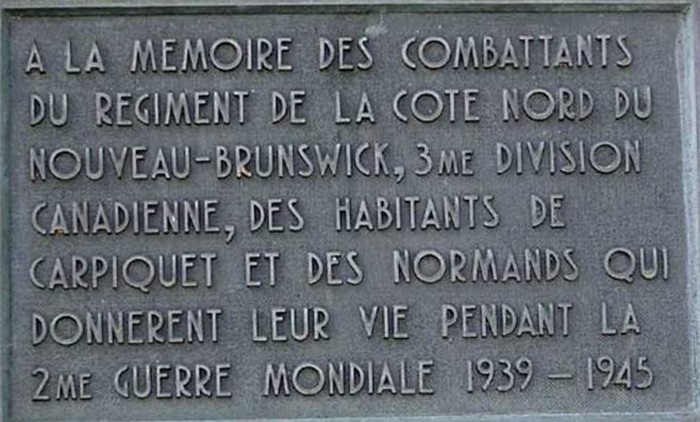 A LA MEMOIRE DES COMBATTANTS
DU REGIMENT DE LA COTE NORD DU
NOUVEAU-BRUNSWICK, 3ME DIVISION
CANADIENNE, DES HABITANTS DE
CARPIQUET ET DES NORMANDS QUI
DONNERENT LEUR VIE PENDANT LA
2ME GUERRE MONDIALE 1939 - 1945